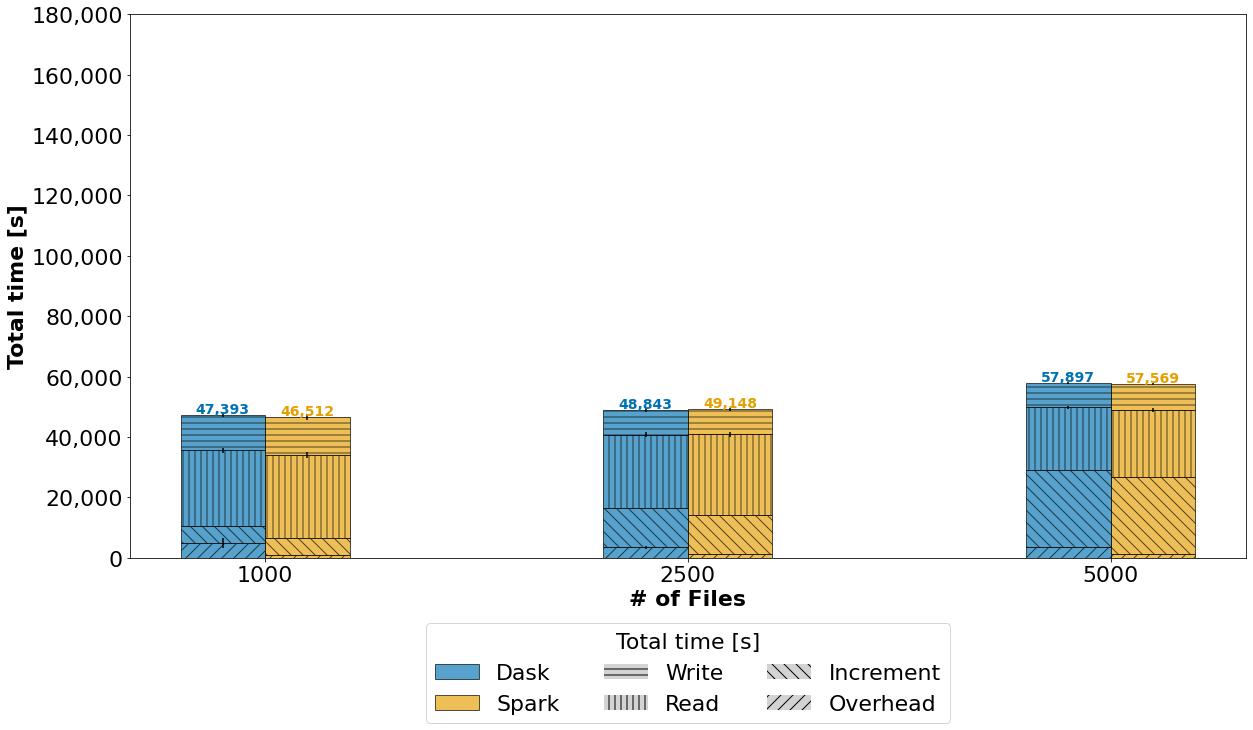 180,000
160,000
140,000
120,000
100,000
80,000
60,000
40,000
20,000
0
Total time [s]
47,393
46,512
48,843
49,148
57,897
57,569
1000
2500
5000
# of Files
Total time [s]
Dask
Write
Increment
Spark
Read
Overhead